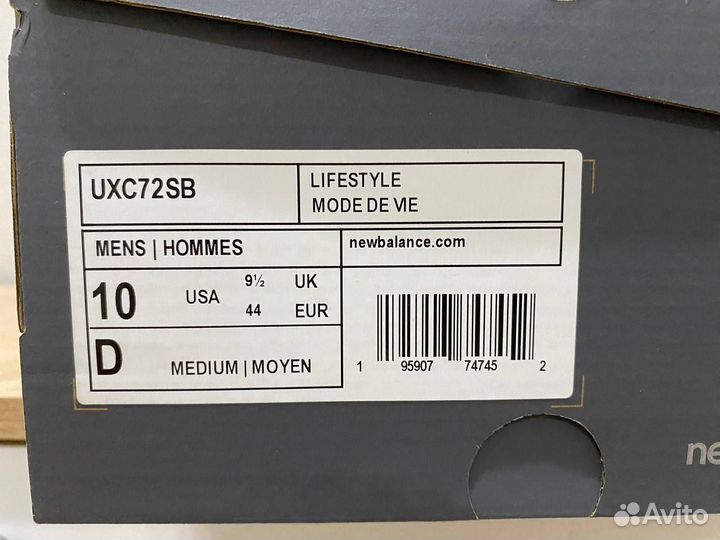 UXC72SB
LIFESTYLE
MODE DE VIE
MENS | HOMMES
newbalance.com
10 USA 9½ UK
44 EUR
D MEDIUM | MOYEN
1 95907 74745 2
ne
Avito